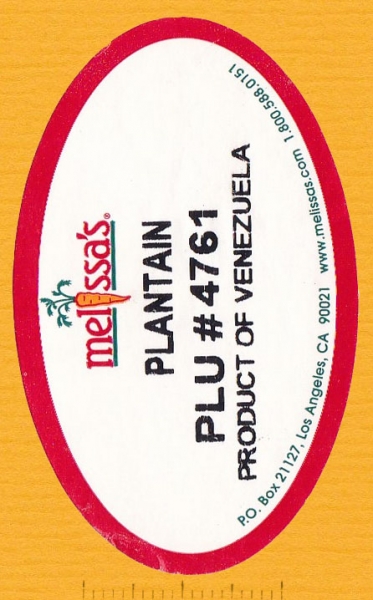 melissa's®
PLANTAIN
PLU # 4761
PRODUCT OF VENEZUELA
P.O. Box 21127, Los Angeles, CA 90021 www.melissas.com 1.800.588.0151